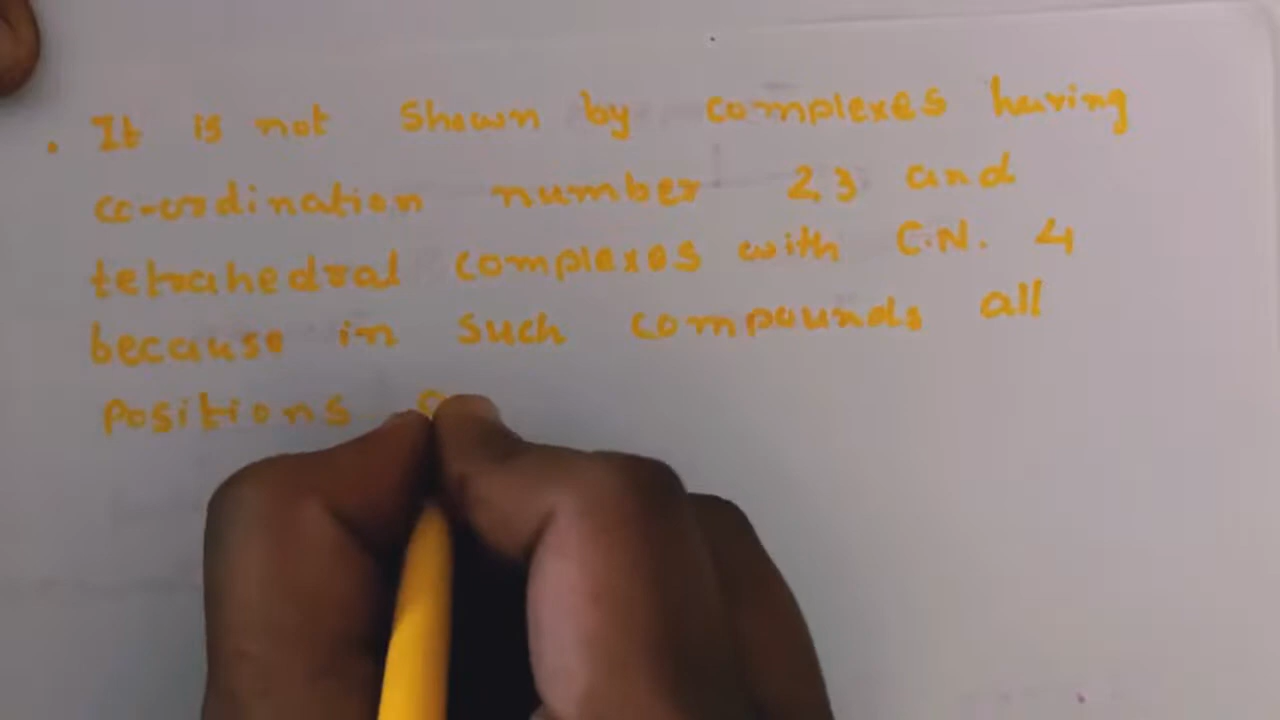 . It is not shown by complexes having
co-ordination number 2,3 and
tetrahedral complexes with C.N. 4
because in such compounds all
positions